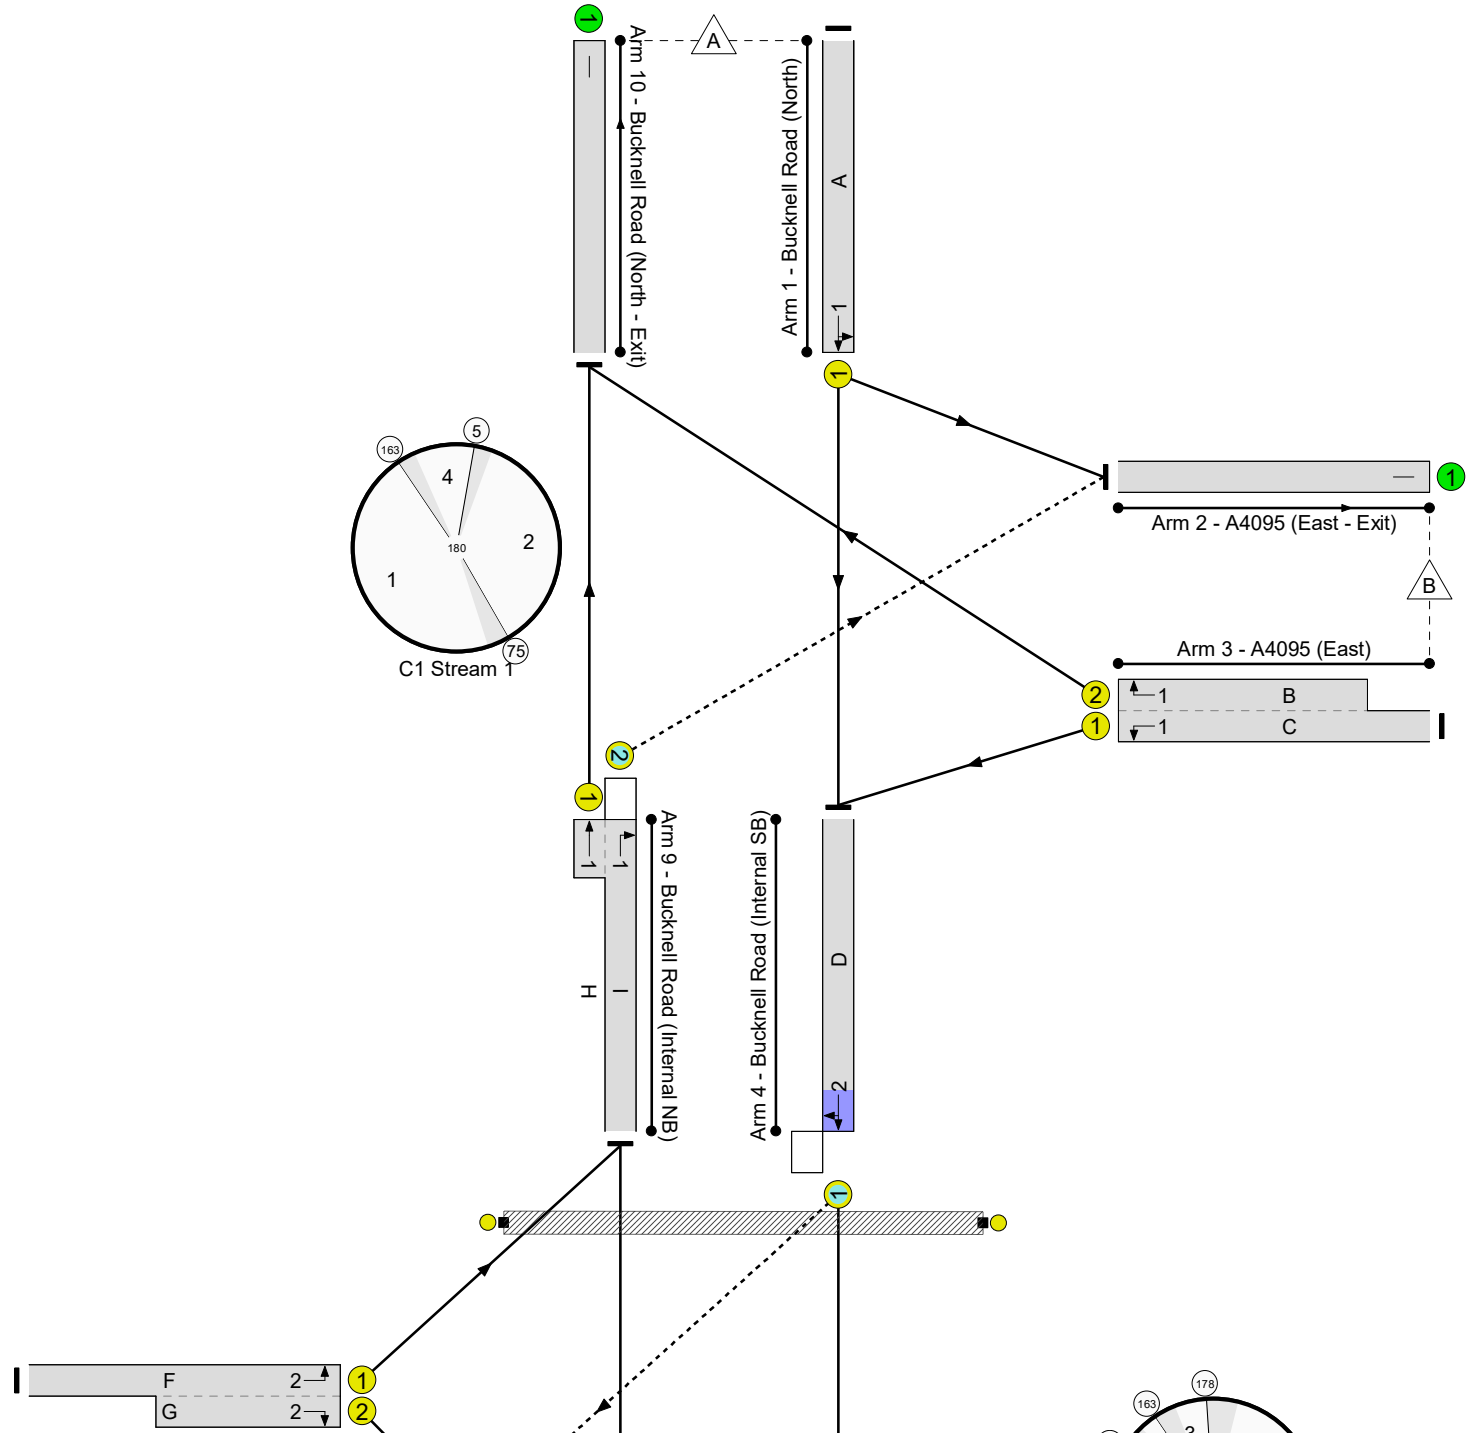 1
A
Arm 10 - Bucknell Road (North - Exit)
Arm 1 - Bucknell Road (North)
A
1
1
163
5
4
2
1
180
75
C1 Stream 1
1
Arm 2 - A4095 (East - Exit)
B
Arm 3 - A4095 (East)
2
1
B
1
1
C
2
1
1
1
H
I
Arm 9 - Bucknell Road (Internal NB)
Arm 4 - Bucknell Road (Internal SB)
D
2
1
F
2
1
G
2
2
178
163
3